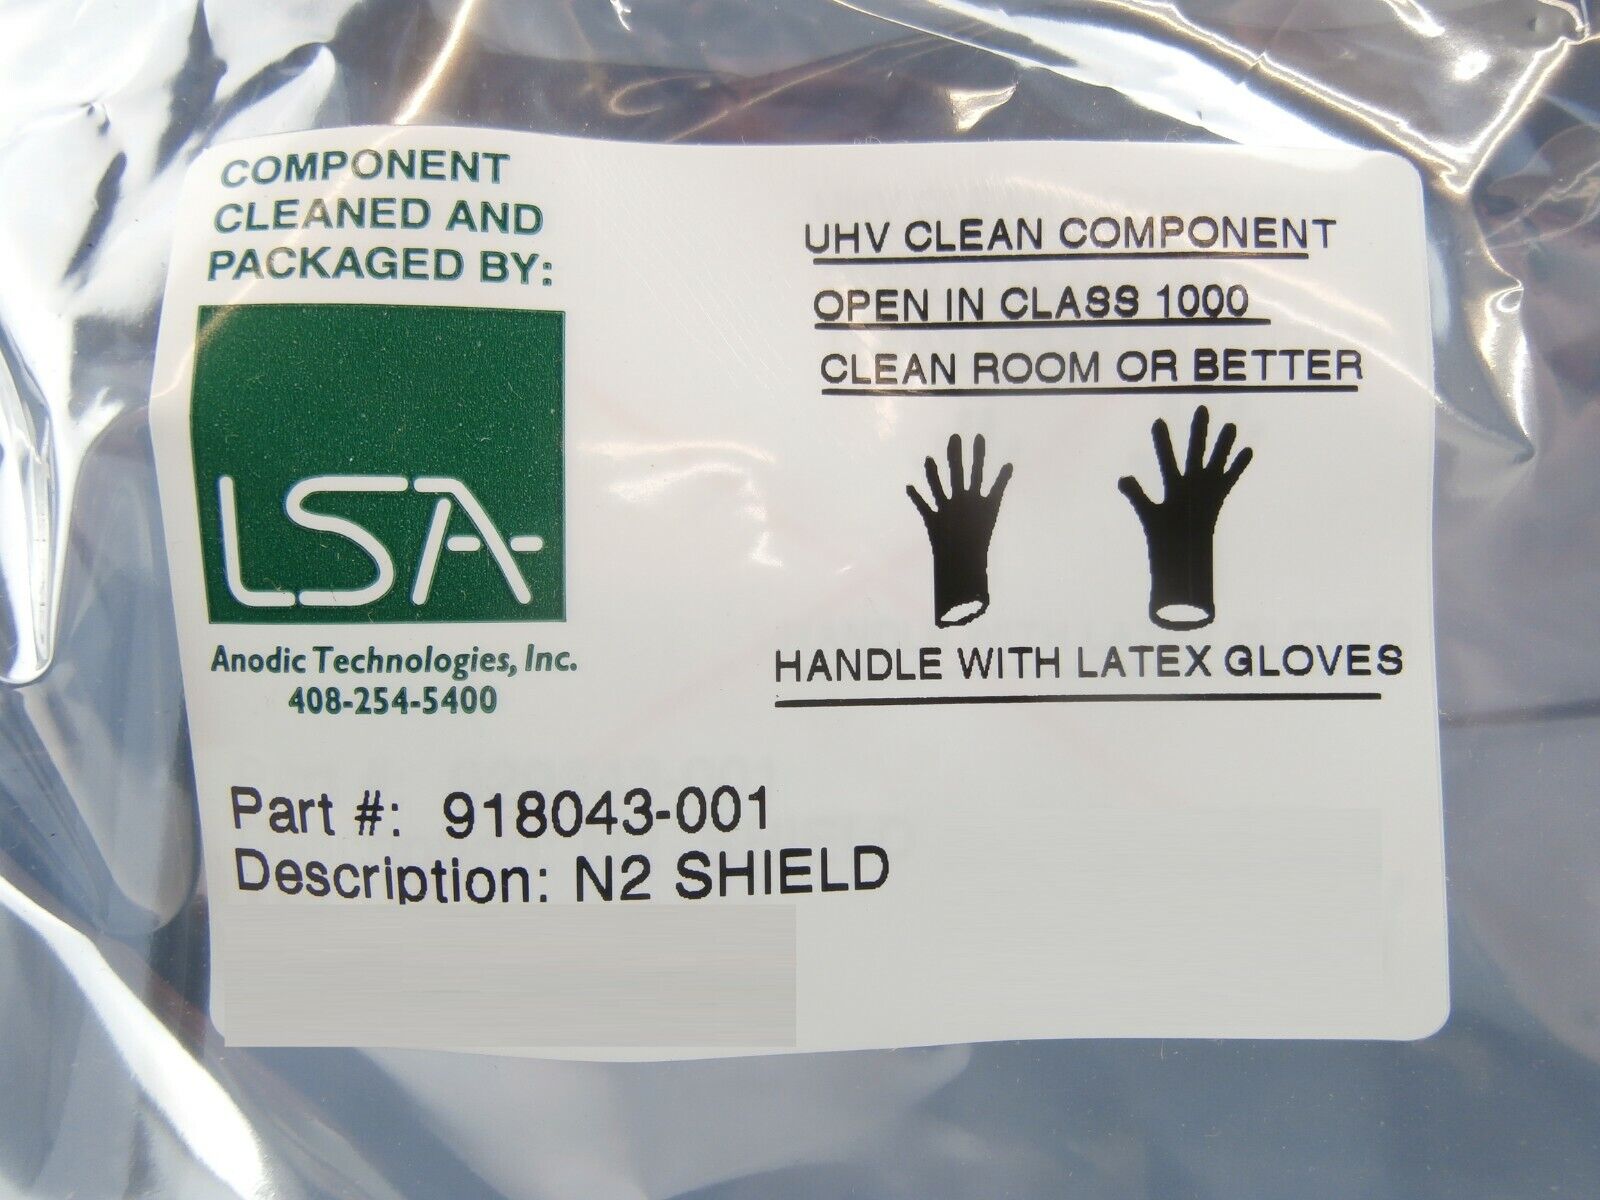 COMPONENT
CLEANED AND
PACKAGED BY:
LSA
Anodic Technologies, Inc.
408-254-5400
UHV CLEAN COMPONENT
OPEN IN CLASS 1000
CLEAN ROOM OR BETTER
HANDLE WITH LATEX GLOVES
Part #: 918043-001
Description: N2 SHIELD